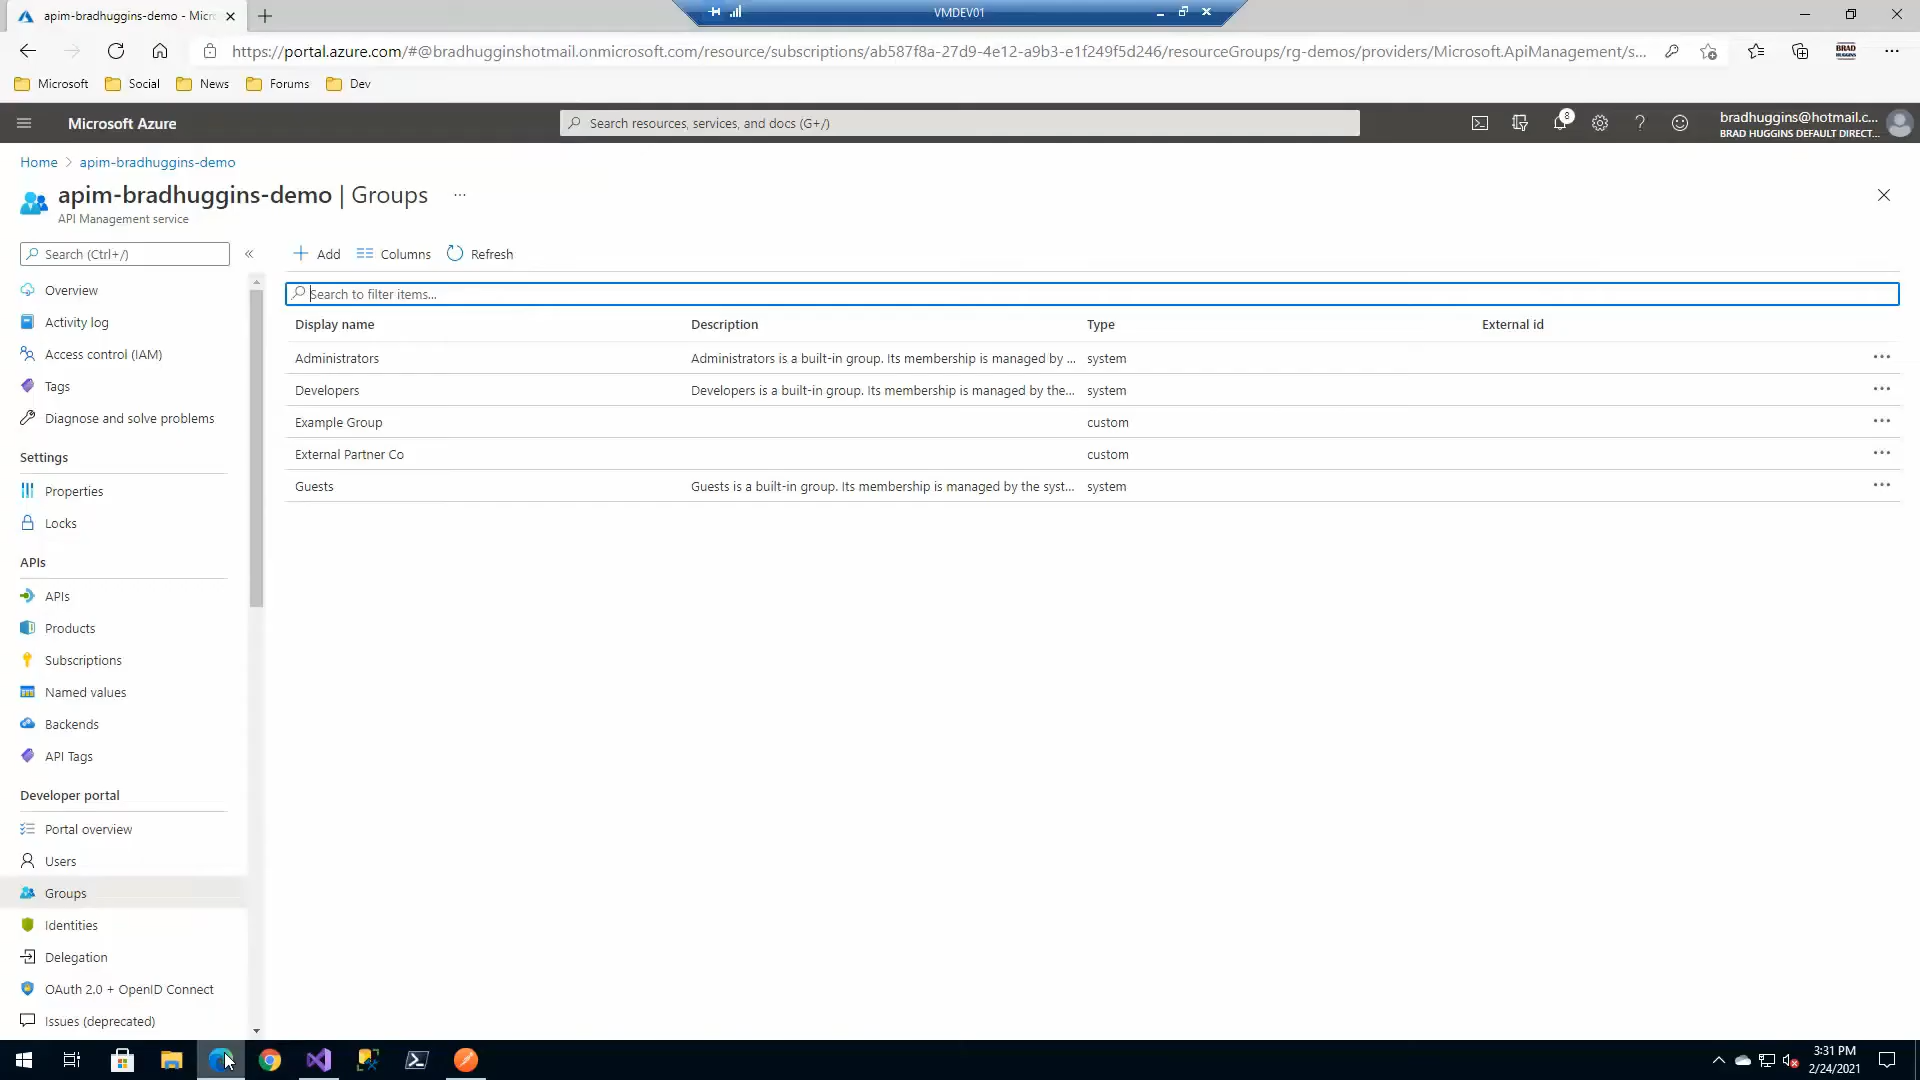 apim-bradhuggins-demo - Micr
VMDEV01
https://portal.azure.com/#@bradhugginshotmail.onmicrosoft.com/resource/subscriptions/ab587f8a-27d9-4e12-a9b3-e1f249f5d246/resourceGroups/rg-demos/providers/Microsoft.ApiManagement/s...
BRAD
HUGGINS
Microsoft
Social
News
Forums
Dev
Microsoft Azure
Search resources, services, and docs (G+/)
8
bradhuggins@hotmail.c...
BRAD HUGGINS DEFAULT DIRECT...
Home > apim-bradhuggins-demo
apim-bradhuggins-demo | Groups ...
API Management service
Search (Ctrl+/)
«
Add
Columns
Refresh
Search to filter items...
Display name Description Type External id
Administrators Administrators is a built-in group. Its membership is managed by ... system
Developers Developers is a built-in group. Its membership is managed by the... system
Example Group custom
External Partner Co custom
Guests Guests is a built-in group. Its membership is managed by the syst... system
Overview
Activity log
Access control (IAM)
Tags
Diagnose and solve problems
Settings
Properties
Locks
APIs
APIs
Products
Subscriptions
Named values
Backends
API Tags
Developer portal
Portal overview
Users
Groups
Identities
Delegation
OAuth 2.0 + OpenID Connect
Issues (deprecated)
3:31 PM
2/24/2021